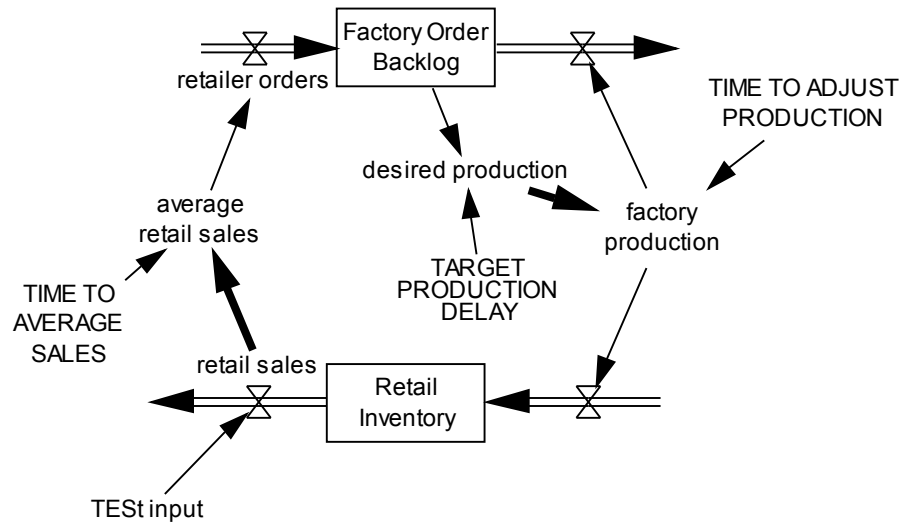 Factory Order
Backlog
retailer orders
TIME TO ADJUST
PRODUCTION
desired production
average
retail sales
factory
production
TARGET
PRODUCTION
DELAY
TIME TO
AVERAGE
SALES
retail sales
Retail
Inventory
TESt input